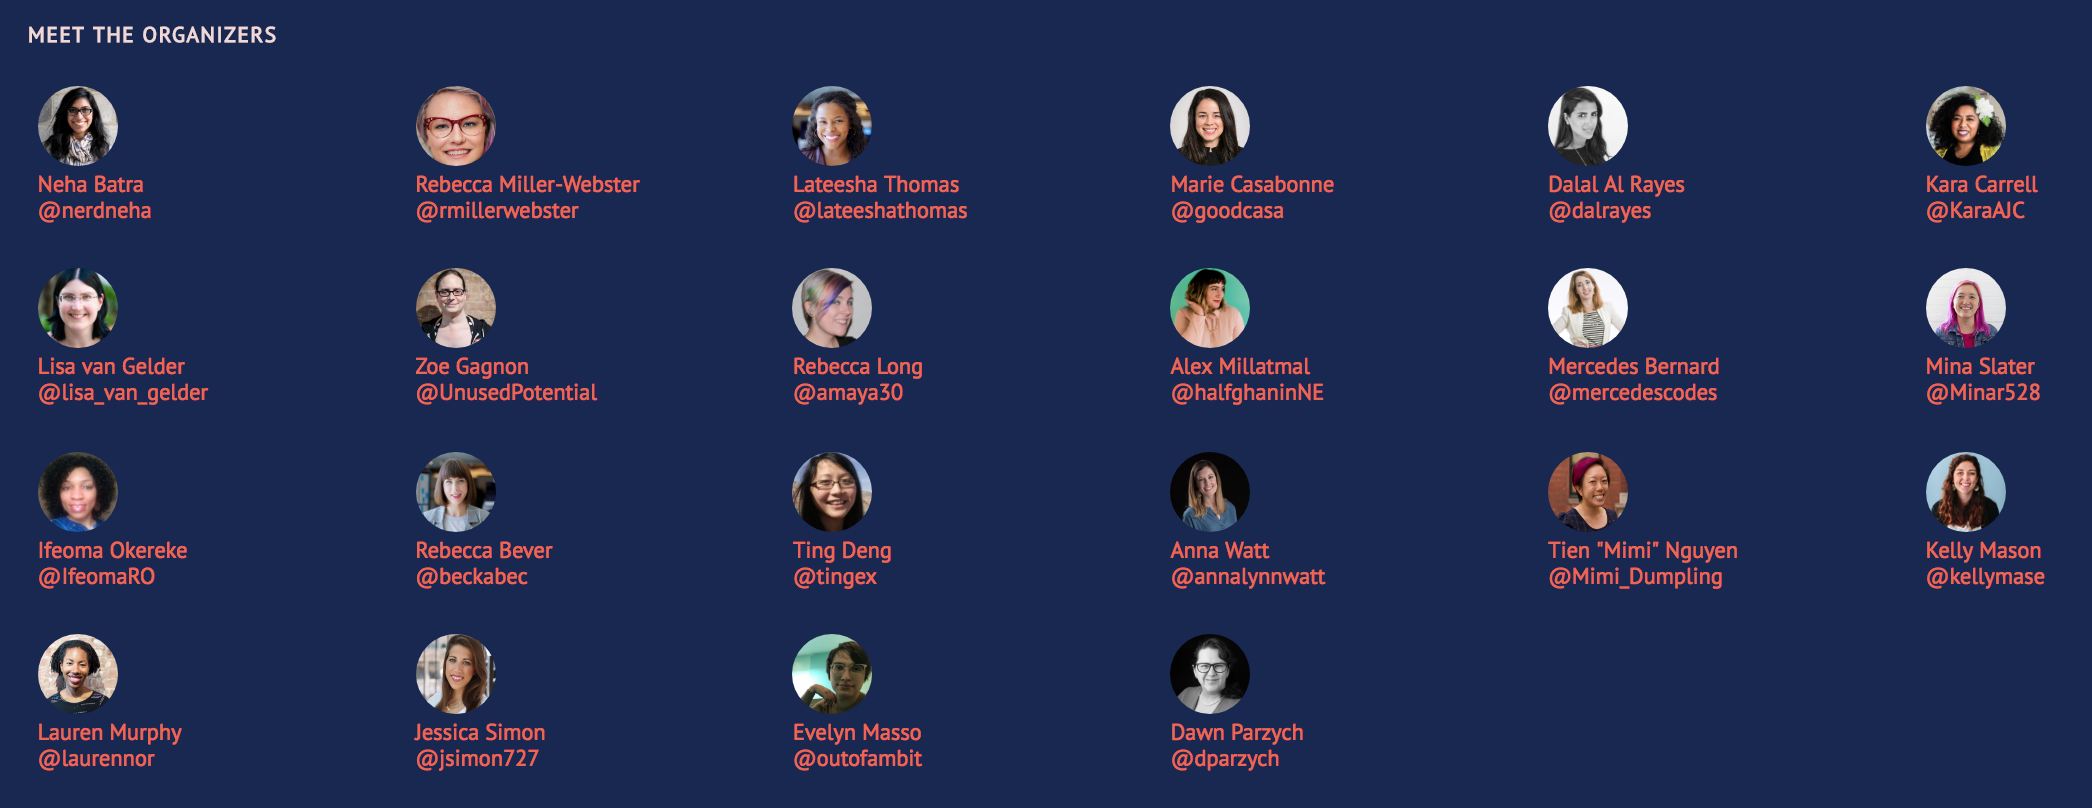 MEET THE ORGANIZERS
Neha Batra
@nerdneha
Rebecca Miller-Webster
@rmillerwebster
Lateesha Thomas
@lateeshathomas
Marie Casabonne
@goodcasa
Dalal Al Rayes
@dalrayes
Kara Carrell
@KaraAJC
Lisa van Gelder
@lisa_van_gelder
Zoe Gagnon
@UnusedPotential
Rebecca Long
@amaya30
Alex Millatmal
@halfghaninNE
Mercedes Bernard
@mercedescodes
Mina Slater
@Minar528
Ifeoma Okereke
@IfeomaRO
Rebecca Bever
@beckabec
Ting Deng
@tingex
Anna Watt
@annalynnwatt
Tien "Mimi" Nguyen
@Mimi_Dumpling
Kelly Mason
@kellymase
Lauren Murphy
@laurennor
Jessica Simon
@jsimon727
Evelyn Masso
@outofambit
Dawn Parzych
@dparzych